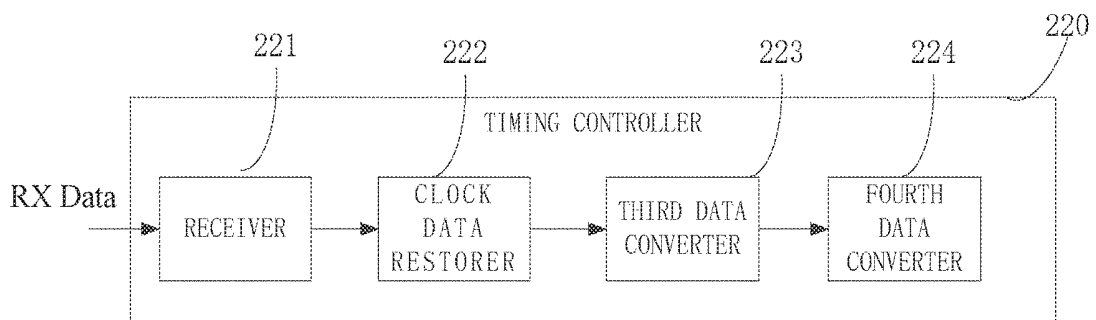 220
221
222
223
224
TIMING CONTROLLER
RX Data
RECEIVER
CLOCK
DATA
RESTORER
THIRD DATA
CONVERTER
FOURTH
DATA
CONVERTER